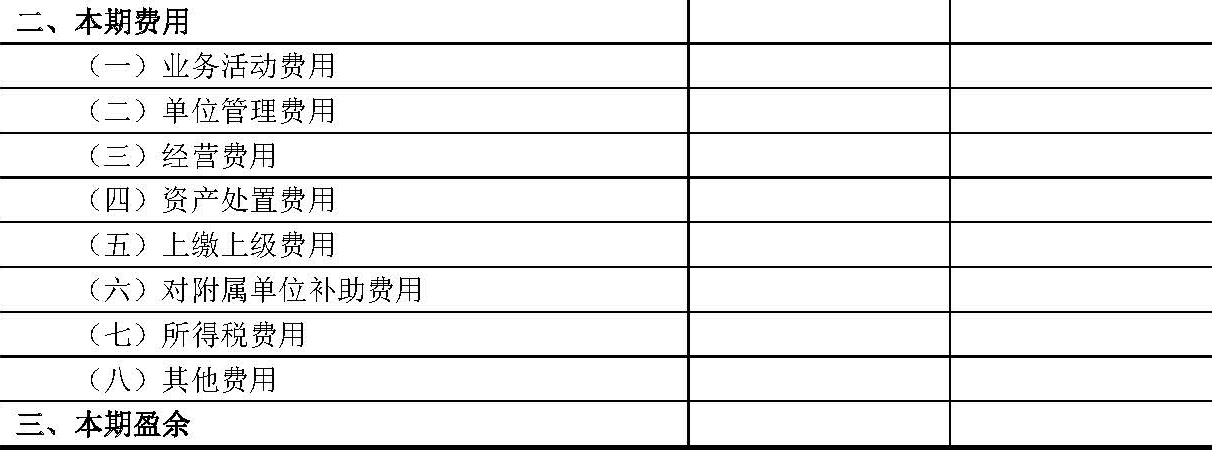 二、本期费用
（一）业务活动费用
（二）单位管理费用
（三）经营费用
（四）资产处置费用
（五）上缴上级费用
（六）对附属单位补助费用
（七）所得税费用
（八）其他费用
三、本期盈余